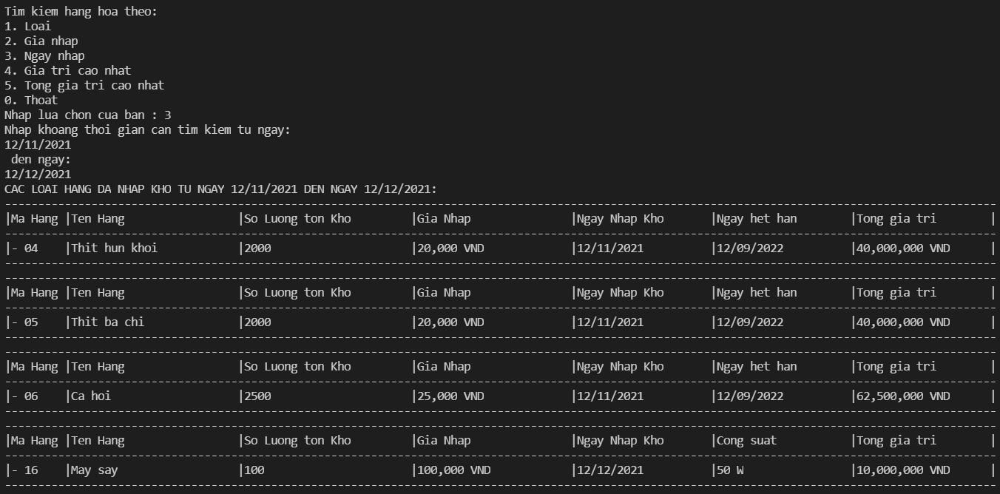 Tim kiem hang hoa theo:
1. Loai
2. Gia nhap
3. Ngay nhap
4. Gia tri cao nhat
5. Tong gia tri cao nhat
0. Thoat
Nhap lua chon cua ban : 3
Nhap khoang thoi gian can tim kiem tu ngay:
12/11/2021
 den ngay:
12/12/2021
CAC LOAI HANG DA NHAP KHO TU NGAY 12/11/2021 DEN NGAY 12/12/2021:
|Ma Hang |Ten Hang |So Luong ton Kho |Gia Nhap |Ngay Nhap Kho |Ngay het han |Tong gia tri |
|- 04 |Thit hun khoi |2000 |20,000 VND |12/11/2021 |12/09/2022 |40,000,000 VND |
|Ma Hang |Ten Hang |So Luong ton Kho |Gia Nhap |Ngay Nhap Kho |Ngay het han |Tong gia tri |
|- 05 |Thit ba chi |2000 |20,000 VND |12/11/2021 |12/09/2022 |40,000,000 VND |
|Ma Hang |Ten Hang |So Luong ton Kho |Gia Nhap |Ngay Nhap Kho |Ngay het han |Tong gia tri |
|- 06 |Ca hoi |2500 |25,000 VND |12/11/2021 |12/09/2022 |62,500,000 VND |
|Ma Hang |Ten Hang |So Luong ton Kho |Gia Nhap |Ngay Nhap Kho |Cong suat |Tong gia tri |
|- 16 |May say |100 |100,000 VND |12/12/2021 |50 W |10,000,000 VND |